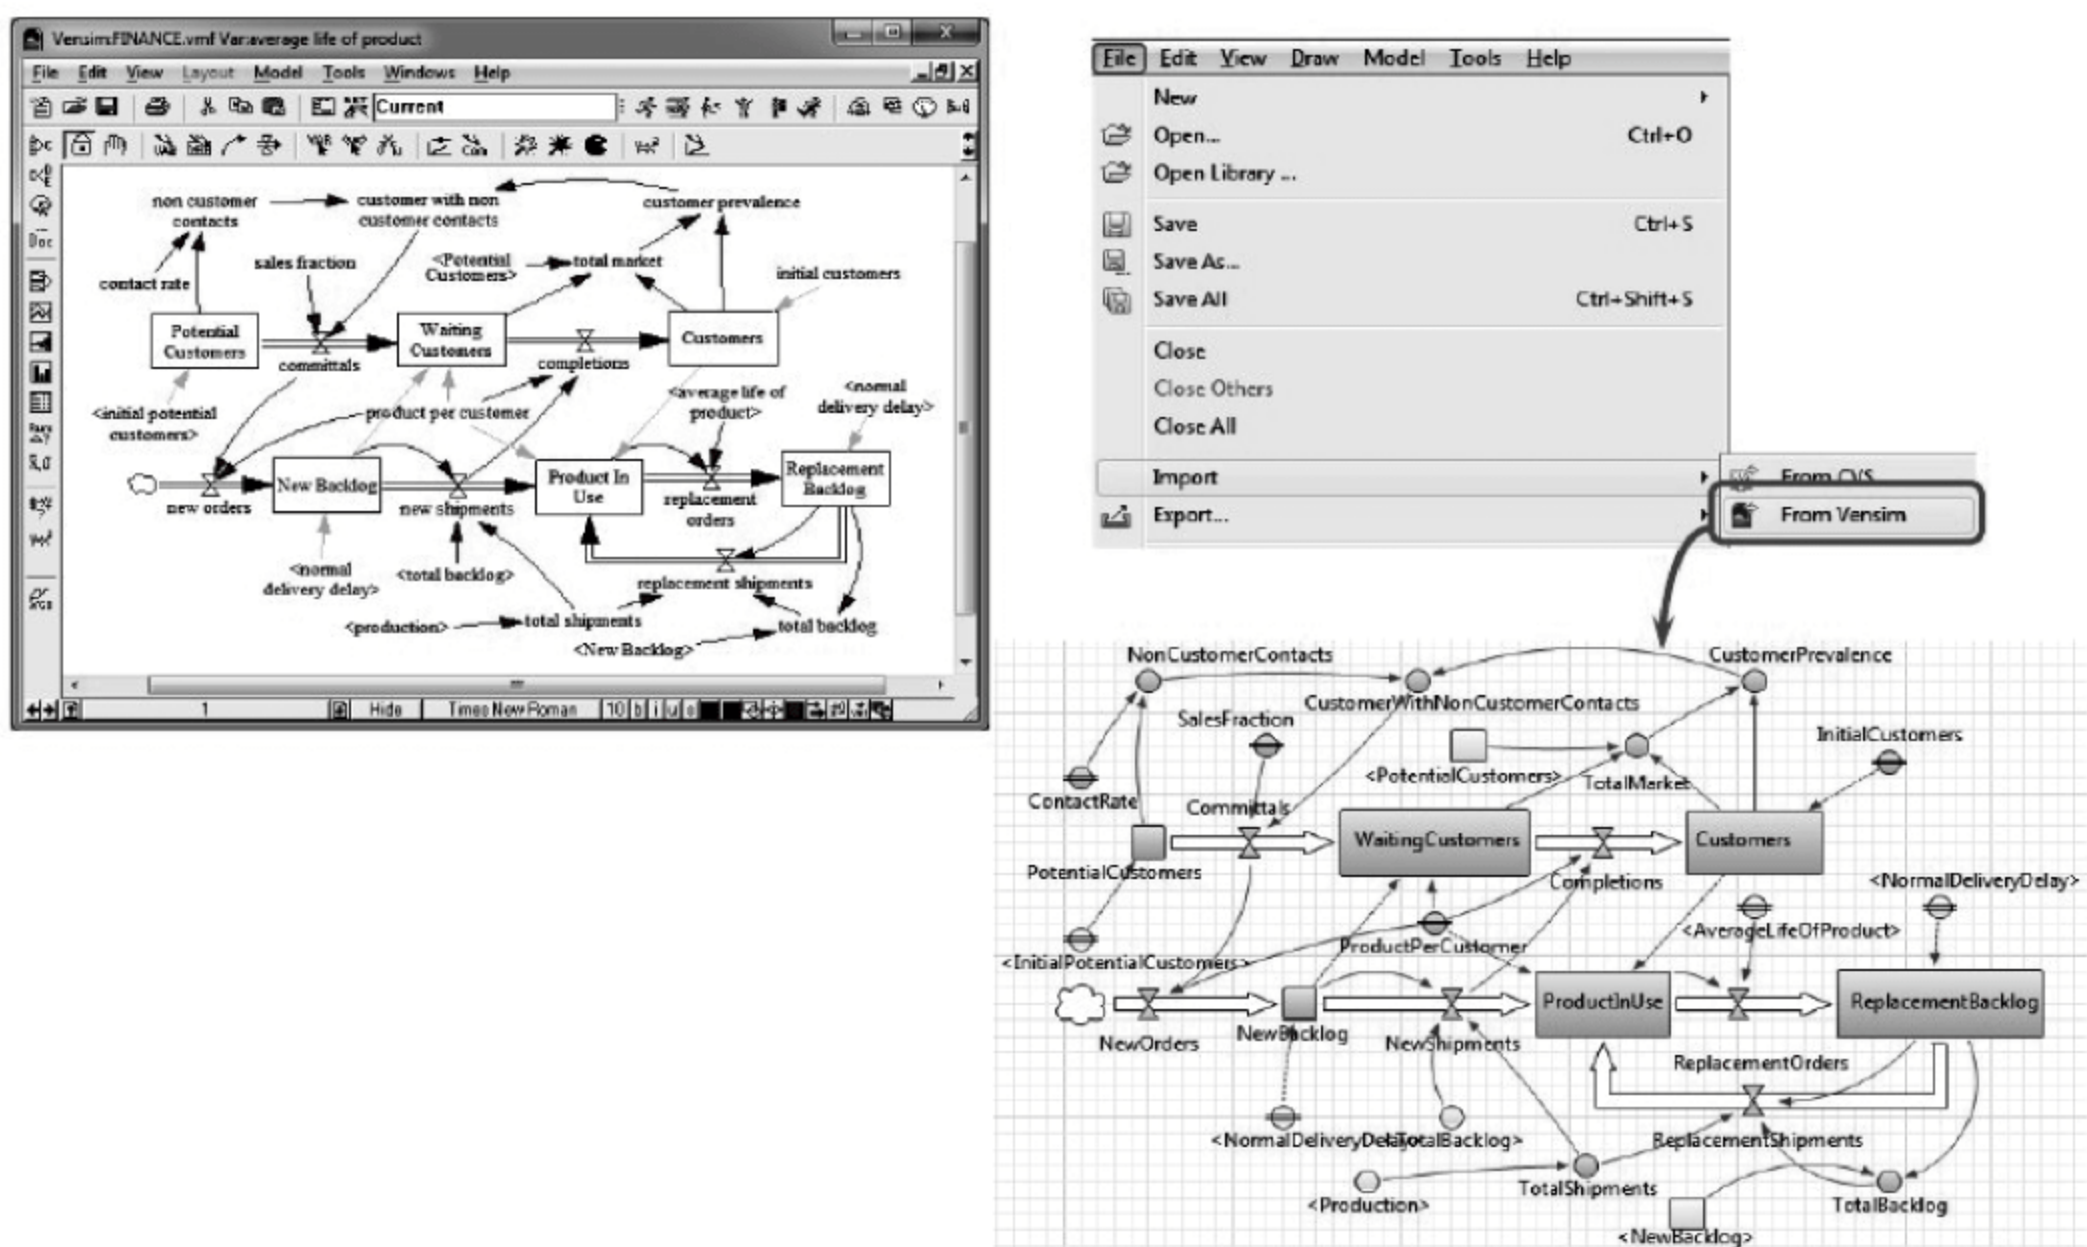 Vensim:FINANCE.vmf Var:average life of product
File Edit View Layout Model Tools Windows Help
Current
non customer
contacts
customer with non
customer contacts
customer prevalence
sales fraction
<Potential
Customers>
total market
initial customers
contact rate
Potential
Customers
Waiting
Customers
Customers
committals
completions
<initial potential
customers>
product per customer
<average life of
product>
<normal
delivery delay>
New Backlog
Product In
Use
Replacement
Backlog
new orders
new shipments
replacement
orders
<normal
delivery delay>
<total backlog>
replacement shipments
<production>
total shipments
total backlog
<New Backlog>
1
Hide
Times New Roman
10 b i u s
File Edit View Draw Model Tools Help
New
Open... Ctrl+O
Open Library ...
Save Ctrl+S
Save As...
Save All Ctrl+Shift+S
Close
Close Others
Close All
Import
From CVS
Export...
From Vensim
NonCustomerContacts
CustomerPrevalence
CustomerWithNonCustomerContacts
SalesFraction
InitialCustomers
<PotentialCustomers>
TotalMarket
ContactRate
Committals
WaitingCustomers
Customers
PotentialCustomers
Completions
<NormalDeliveryDelay>
<AverageLifeOfProduct>
ProductPerCustomer
<InitialPotentialCustomers>
ProductInUse
ReplacementBacklog
NewBacklog
NewOrders
NewShipments
ReplacementOrders
<NormalDeliveryDelay>
<TotalBacklog>
ReplacementShipments
TotalShipments
<Production>
TotalBacklog
<NewBacklog>